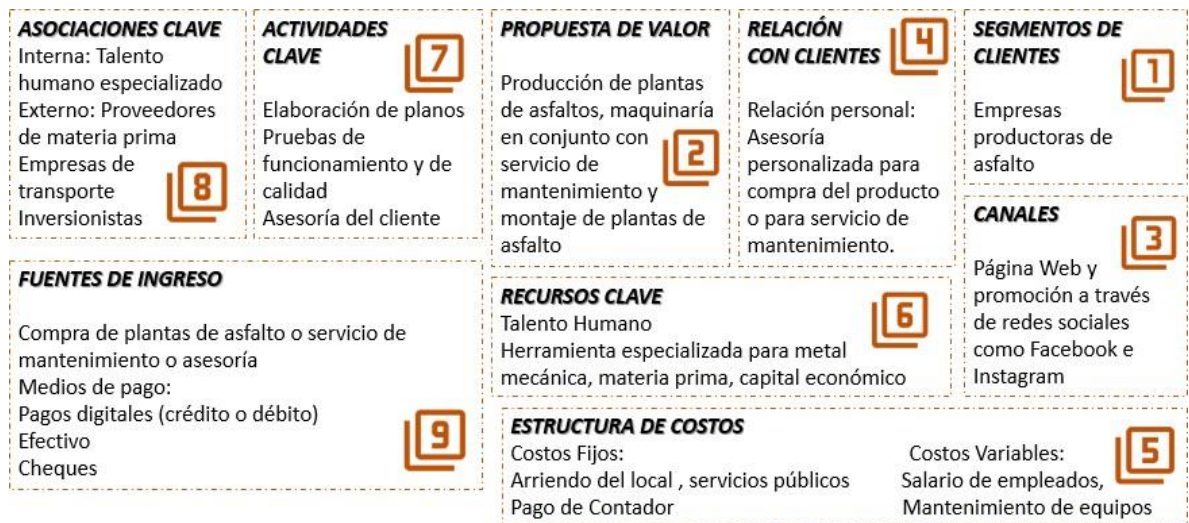 ASOCIACIONES CLAVE
Interna: Talento
humano especializado
Externo: Proveedores
de materia prima
Empresas de
transporte
Inversionistas
8
ACTIVIDADES
CLAVE
7
Elaboración de planos
Pruebas de
funcionamiento y de
calidad
Asesoría del cliente
PROPUESTA DE VALOR
Producción de plantas
de asfaltos, maquinaría
en conjunto con
servicio de
mantenimiento y
montaje de plantas de
asfalto
2
RELACIÓN
CON CLIENTES
4
Relación personal:
Asesoría
personalizada para
compra del producto
o para servicio de
mantenimiento.
SEGMENTOS DE
CLIENTES
1
Empresas
productoras de
asfalto
CANALES
3
Página Web y
promoción a través
de redes sociales
como Facebook e
Instagram
FUENTES DE INGRESO
Compra de plantas de asfalto o servicio de
mantenimiento o asesoría
Medios de pago:
Pagos digitales (crédito o débito)
Efectivo
Cheques
9
RECURSOS CLAVE
Talento Humano
Herramienta especializada para metal
mecánica, materia prima, capital económico
6
ESTRUCTURA DE COSTOS
Costos Fijos:
Arriendo del local , servicios públicos
Pago de Contador
Costos Variables:
Salario de empleados,
Mantenimiento de equipos
5